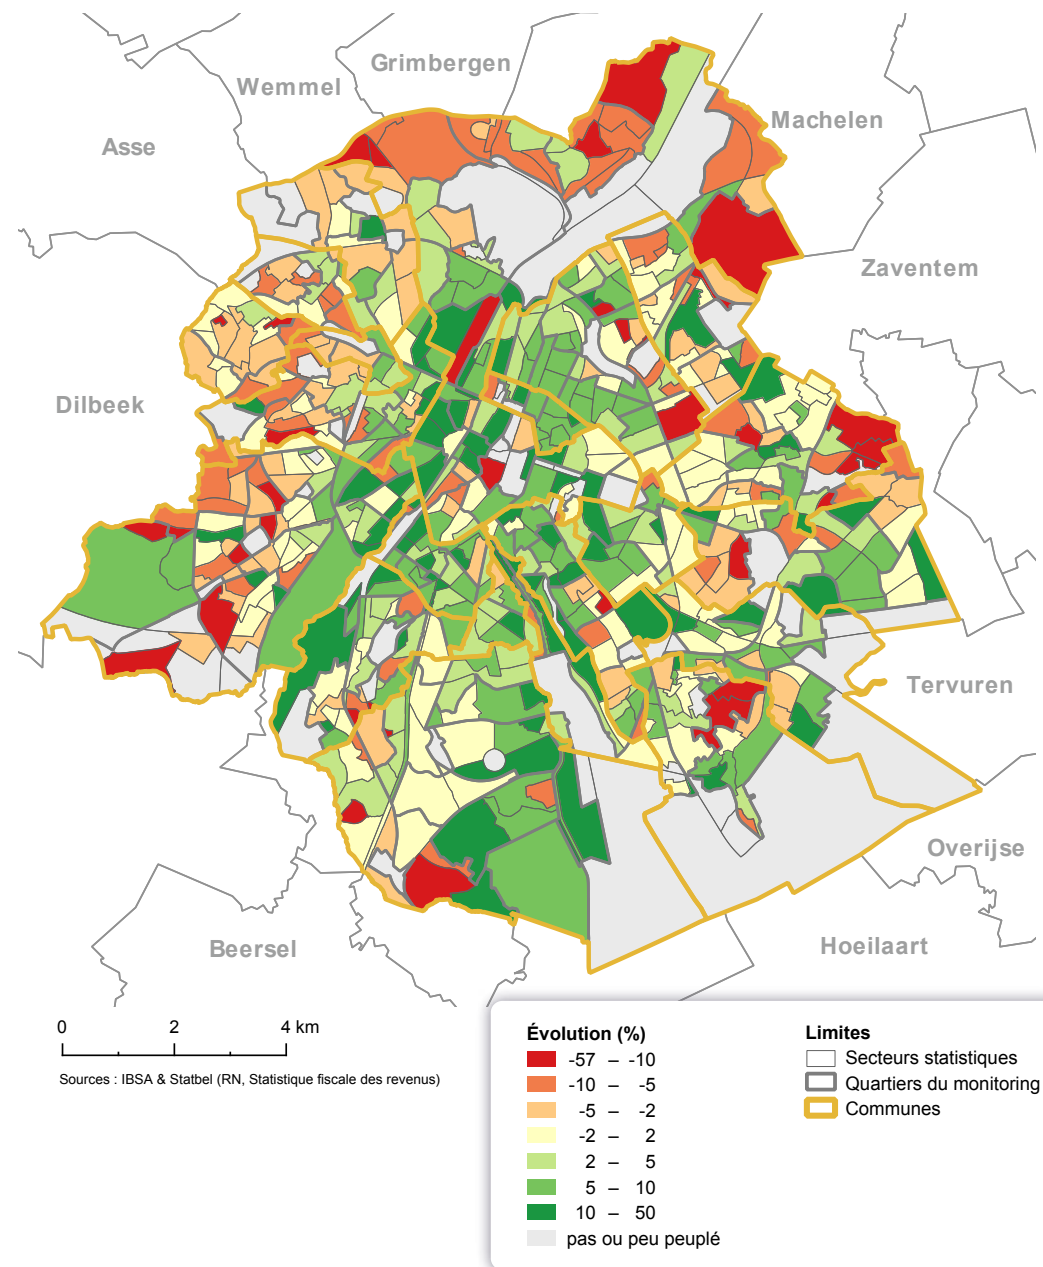 Grimbergen
Wemmel
Machelen
Asse
Zaventem
Dilbeek
Tervuren
Overijse
Beersel
Hoeilaart
0 2 4 km
Sources : IBSA & Statbel (RN, Statistique fiscale des revenus)
Évolution (%)
-57 – -10
-10 – -5
-5 – -2
-2 – 2
2 – 5
5 – 10
10 – 50
pas ou peu peuplé
Limites
Secteurs statistiques
Quartiers du monitoring
Communes